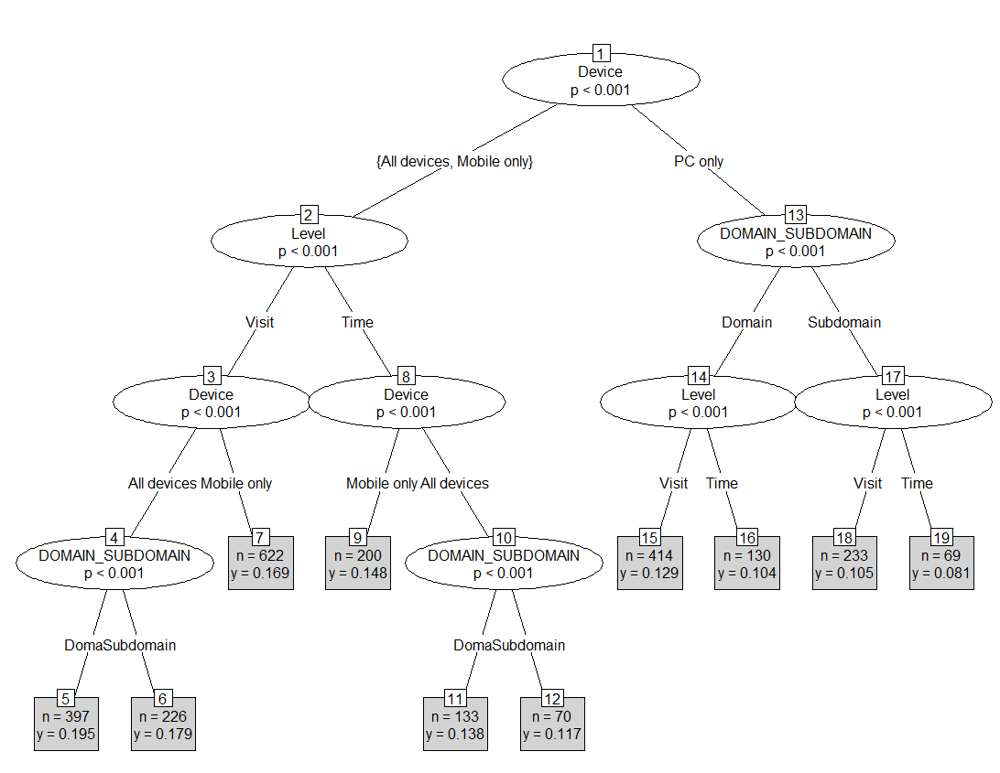 1
Device
p < 0.001
{All devices, Mobile only}
PC only
2
Level
p < 0.001
13
DOMAIN_SUBDOMAIN
p < 0.001
Visit
Time
Domain
Subdomain
3
Device
p < 0.001
8
Device
p < 0.001
14
Level
p < 0.001
17
Level
p < 0.001
All devices
Mobile only
Mobile only
All devices
Visit
Time
Visit
Time
4
DOMAIN_SUBDOMAIN
p < 0.001
7
n = 622
y = 0.169
9
n = 200
y = 0.148
10
DOMAIN_SUBDOMAIN
p < 0.001
15
n = 414
y = 0.129
16
n = 130
y = 0.104
18
n = 233
y = 0.105
19
n = 69
y = 0.081
DomaSubdomain
DomaSubdomain
5
n = 397
y = 0.195
6
n = 226
y = 0.179
11
n = 133
y = 0.138
12
n = 70
y = 0.117